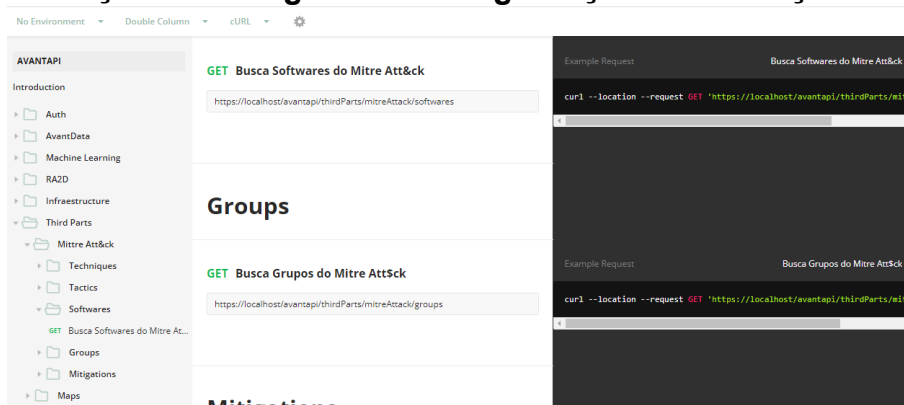 No Environment Double Column cURL
AVANTAPI
Introduction
Auth
AvantData
Machine Learning
RA2D
Infraestructure
Third Parts
Mittre Att&ck
Techniques
Tactics
Softwares
GET Busca Softwares do Mitre At...
Groups
Mitigations
Maps
GET Busca Softwares do Mitre Att&ck
https://localhost/avantapi/thirdParts/mitreAttack/softwares
Groups
GET Busca Grupos do Mitre Att$ck
https://localhost/avantapi/thirdParts/mitreAttack/groups
Mitigations
Example Request Busca Softwares do Mitre Att&ck
curl --location --request GET 'https://localhost/avantapi/thirdParts/mi
Example Request Busca Grupos do Mitre Att$ck
curl --location --request GET 'https://localhost/avantapi/thirdParts/mi